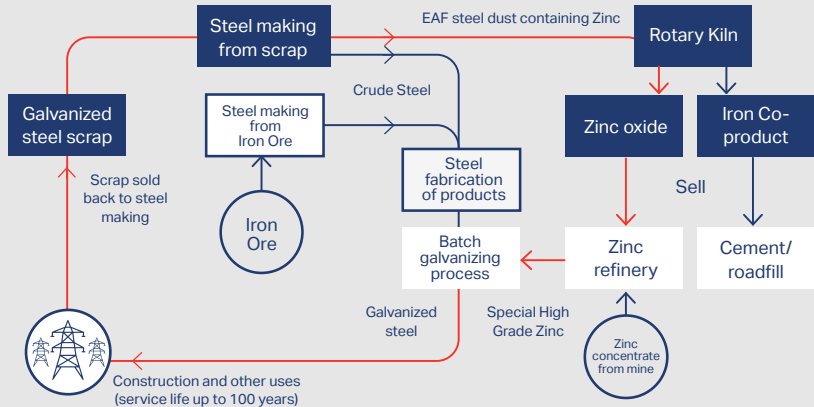 EAF steel dust containing Zinc
Steel making
from scrap
Rotary Kiln
Crude Steel
Galvanized
steel scrap
Steel making
from
Iron Ore
Zinc oxide
Iron Co-
product
Steel
fabrication
of products
Scrap sold
back to steel
making
Sell
Iron
Ore
Batch
galvanizing
process
Zinc
refinery
Cement/
roadfill
Galvanized
steel
Special High
Grade Zinc
Zinc
concentrate
from mine
Construction and other uses
(service life up to 100 years)